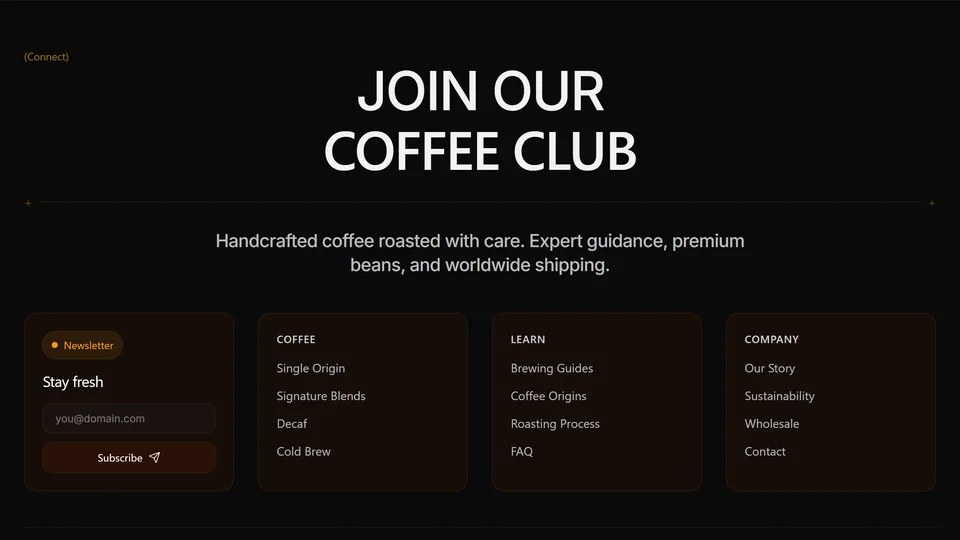 (Connect)
JOIN OUR
COFFEE CLUB
+ +
Handcrafted coffee roasted with care. Expert guidance, premium
beans, and worldwide shipping.
Newsletter
Stay fresh
you@domain.com
Subscribe
COFFEE
Single Origin
Signature Blends
Decaf
Cold Brew
LEARN
Brewing Guides
Coffee Origins
Roasting Process
FAQ
COMPANY
Our Story
Sustainability
Wholesale
Contact